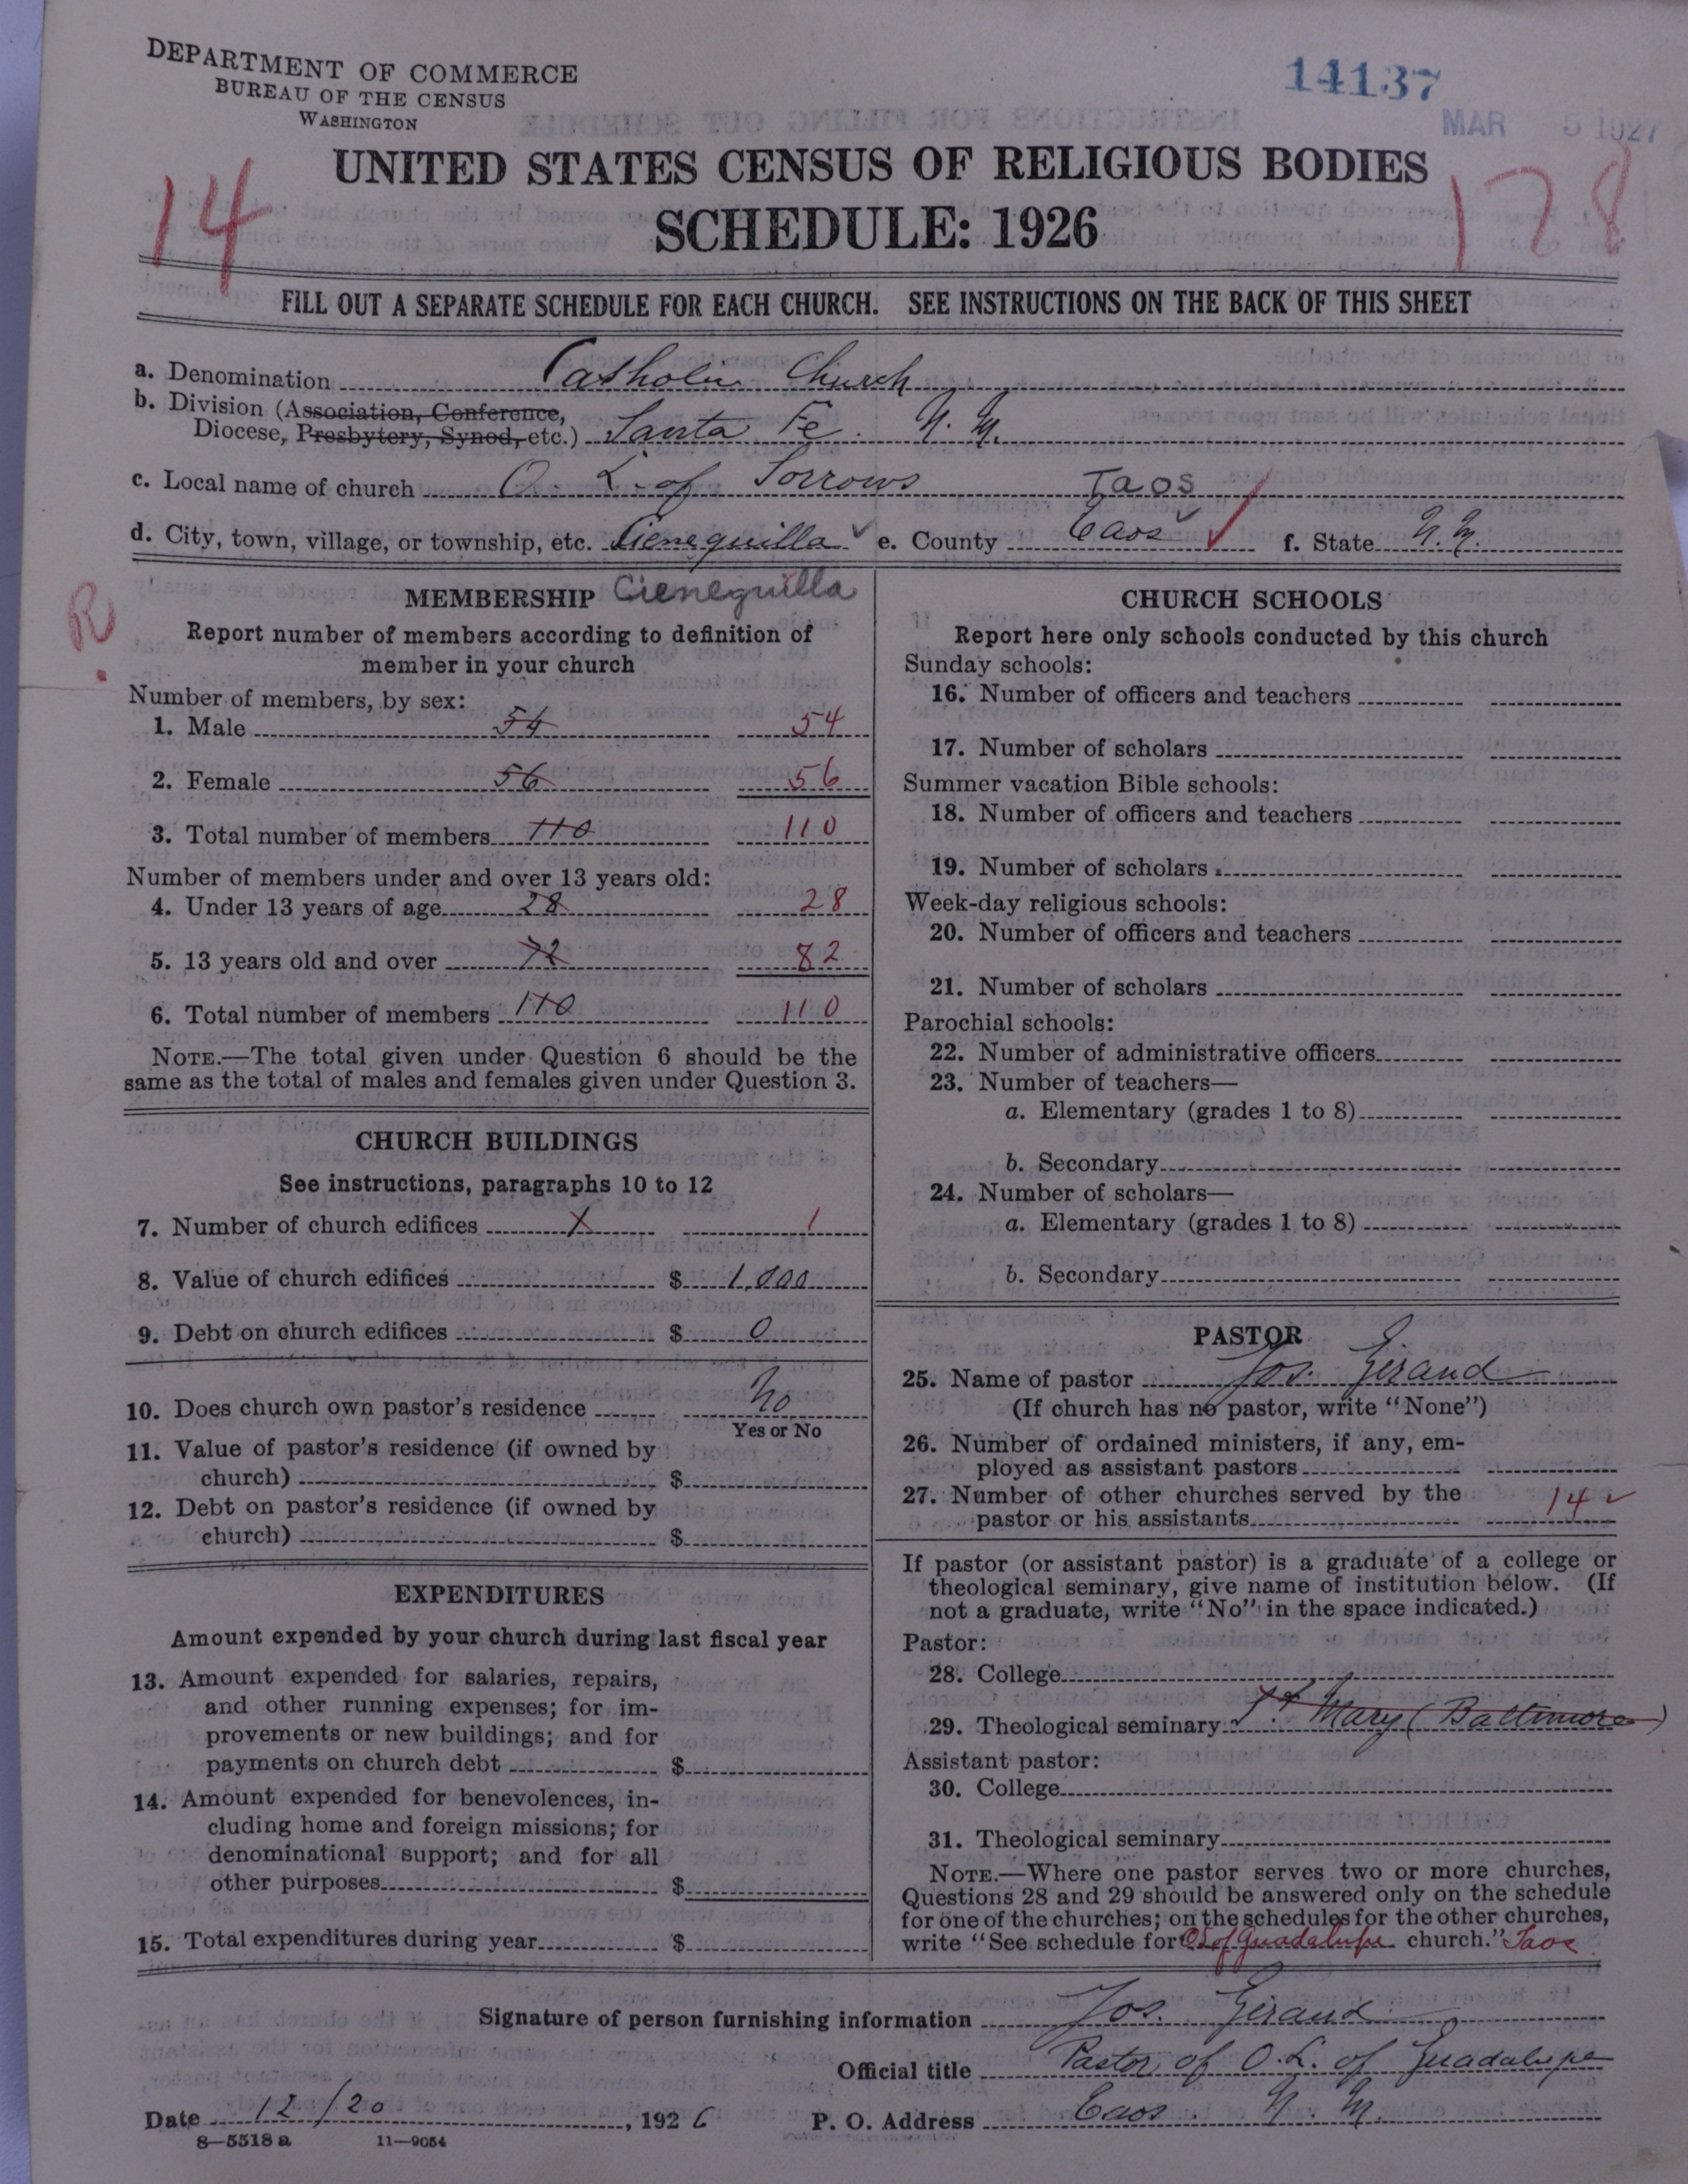 DEPARTMENT OF COMMERCE
BUREAU OF THE CENSUS
WASHINGTON
14137
MAR 5 1927
UNITED STATES CENSUS OF RELIGIOUS BODIES
SCHEDULE: 1926
14
128
FILL OUT A SEPARATE SCHEDULE FOR EACH CHURCH. SEE INSTRUCTIONS ON THE BACK OF THIS SHEET
a. Denomination Catholic Church
b. Division (Association, Conference,
Diocese, Presbytery, Synod, etc.) Santa Fe. N. M.
c. Local name of church O. L. of Sorrows Taos
d. City, town, village, or township, etc. Cieneguilla ✓ e. County Taos ✓ ✓ f. State N. M.
R.
MEMBERSHIP Cieneguilla
Report number of members according to definition of
member in your church
Number of members, by sex:
1. Male 54 54
2. Female 56 56
3. Total number of members 110 110
Number of members under and over 13 years old:
4. Under 13 years of age 28 28
5. 13 years old and over 72 82
6. Total number of members 110 110
NOTE.—The total given under Question 6 should be the
same as the total of males and females given under Question 3.
CHURCH BUILDINGS
See instructions, paragraphs 10 to 12
7. Number of church edifices 1 1
8. Value of church edifices $ 1,000
9. Debt on church edifices $ 0
10. Does church own pastor's residence No
Yes or No
11. Value of pastor's residence (if owned by
church) $
12. Debt on pastor's residence (if owned by
church) $
EXPENDITURES
Amount expended by your church during last fiscal year
13. Amount expended for salaries, repairs,
and other running expenses; for im-
provements or new buildings; and for
payments on church debt $
14. Amount expended for benevolences, in-
cluding home and foreign missions; for
denominational support; and for all
other purposes $
15. Total expenditures during year $
CHURCH SCHOOLS
Report here only schools conducted by this church
Sunday schools:
16. Number of officers and teachers
17. Number of scholars
Summer vacation Bible schools:
18. Number of officers and teachers
19. Number of scholars
Week-day religious schools:
20. Number of officers and teachers
21. Number of scholars
Parochial schools:
22. Number of administrative officers
23. Number of teachers—
a. Elementary (grades 1 to 8)
b. Secondary
24. Number of scholars—
a. Elementary (grades 1 to 8)
b. Secondary
PASTOR
25. Name of pastor Jos. Giraud
(If church has no pastor, write "None")
26. Number of ordained ministers, if any, em-
ployed as assistant pastors
27. Number of other churches served by the
pastor or his assistants 14 ✓
If pastor (or assistant pastor) is a graduate of a college or
theological seminary, give name of institution below. (If
not a graduate, write "No" in the space indicated.)
Pastor:
28. College
29. Theological seminary St Mary (Baltimore)
Assistant pastor:
30. College
31. Theological seminary
NOTE.—Where one pastor serves two or more churches,
Questions 28 and 29 should be answered only on the schedule
for one of the churches; on the schedules for the other churches,
write "See schedule for OL of Guadalupe church." Taos
Signature of person furnishing information Jos. Giraud
Official title Pastor of O. L. of Guadalupe
Date 12/20, 1926 P. O. Address Taos. N. M.
8—5518 a 11—9054